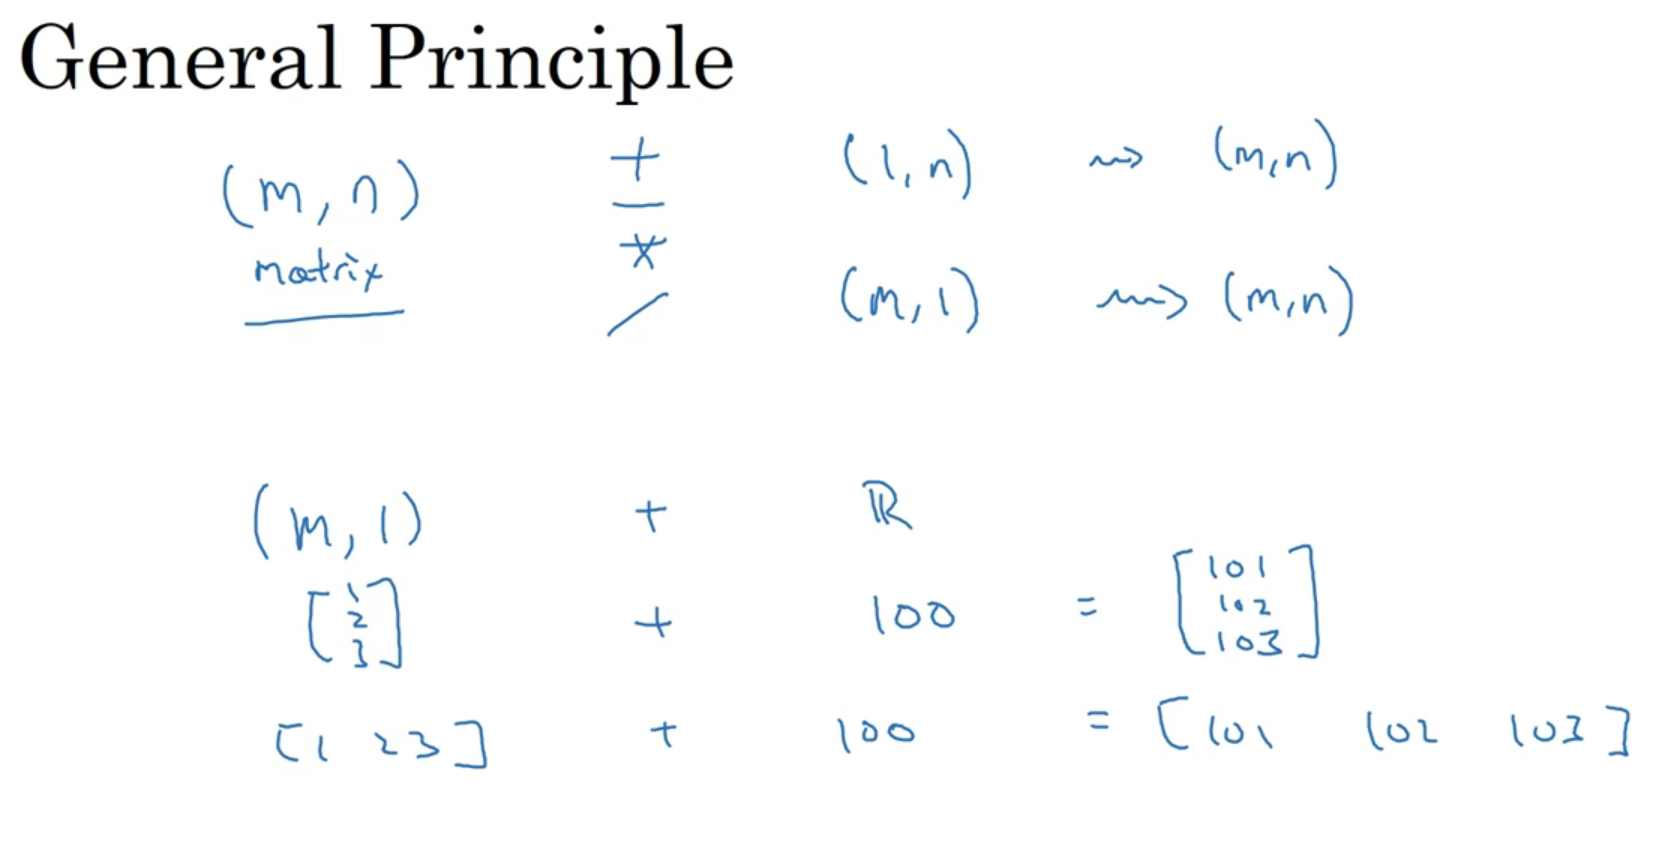 General Principle
(m, n) + (1, n) ⇝ (m, n)
matrix − * / (m, 1) ⇝ (m, n)
(m, 1) + ℝ
[1 2 3] + 100 = [101 102 103]
[1 2 3] + 100 = [101 102 103]